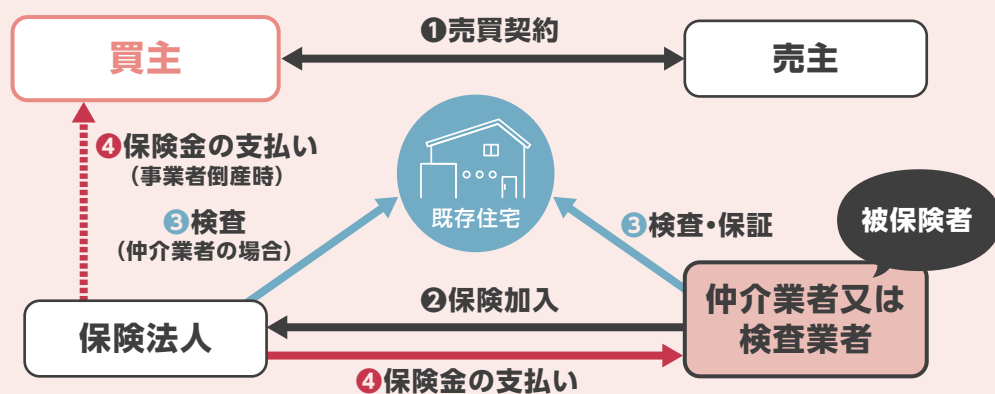 ❶売買契約
買主
売主
❹保険金の支払い
（事業者倒産時）
❸検査
（仲介業者の場合）
既存住宅
❸検査・保証
被保険者
❷保険加入
仲介業者又は
検査業者
保険法人
❹保険金の支払い